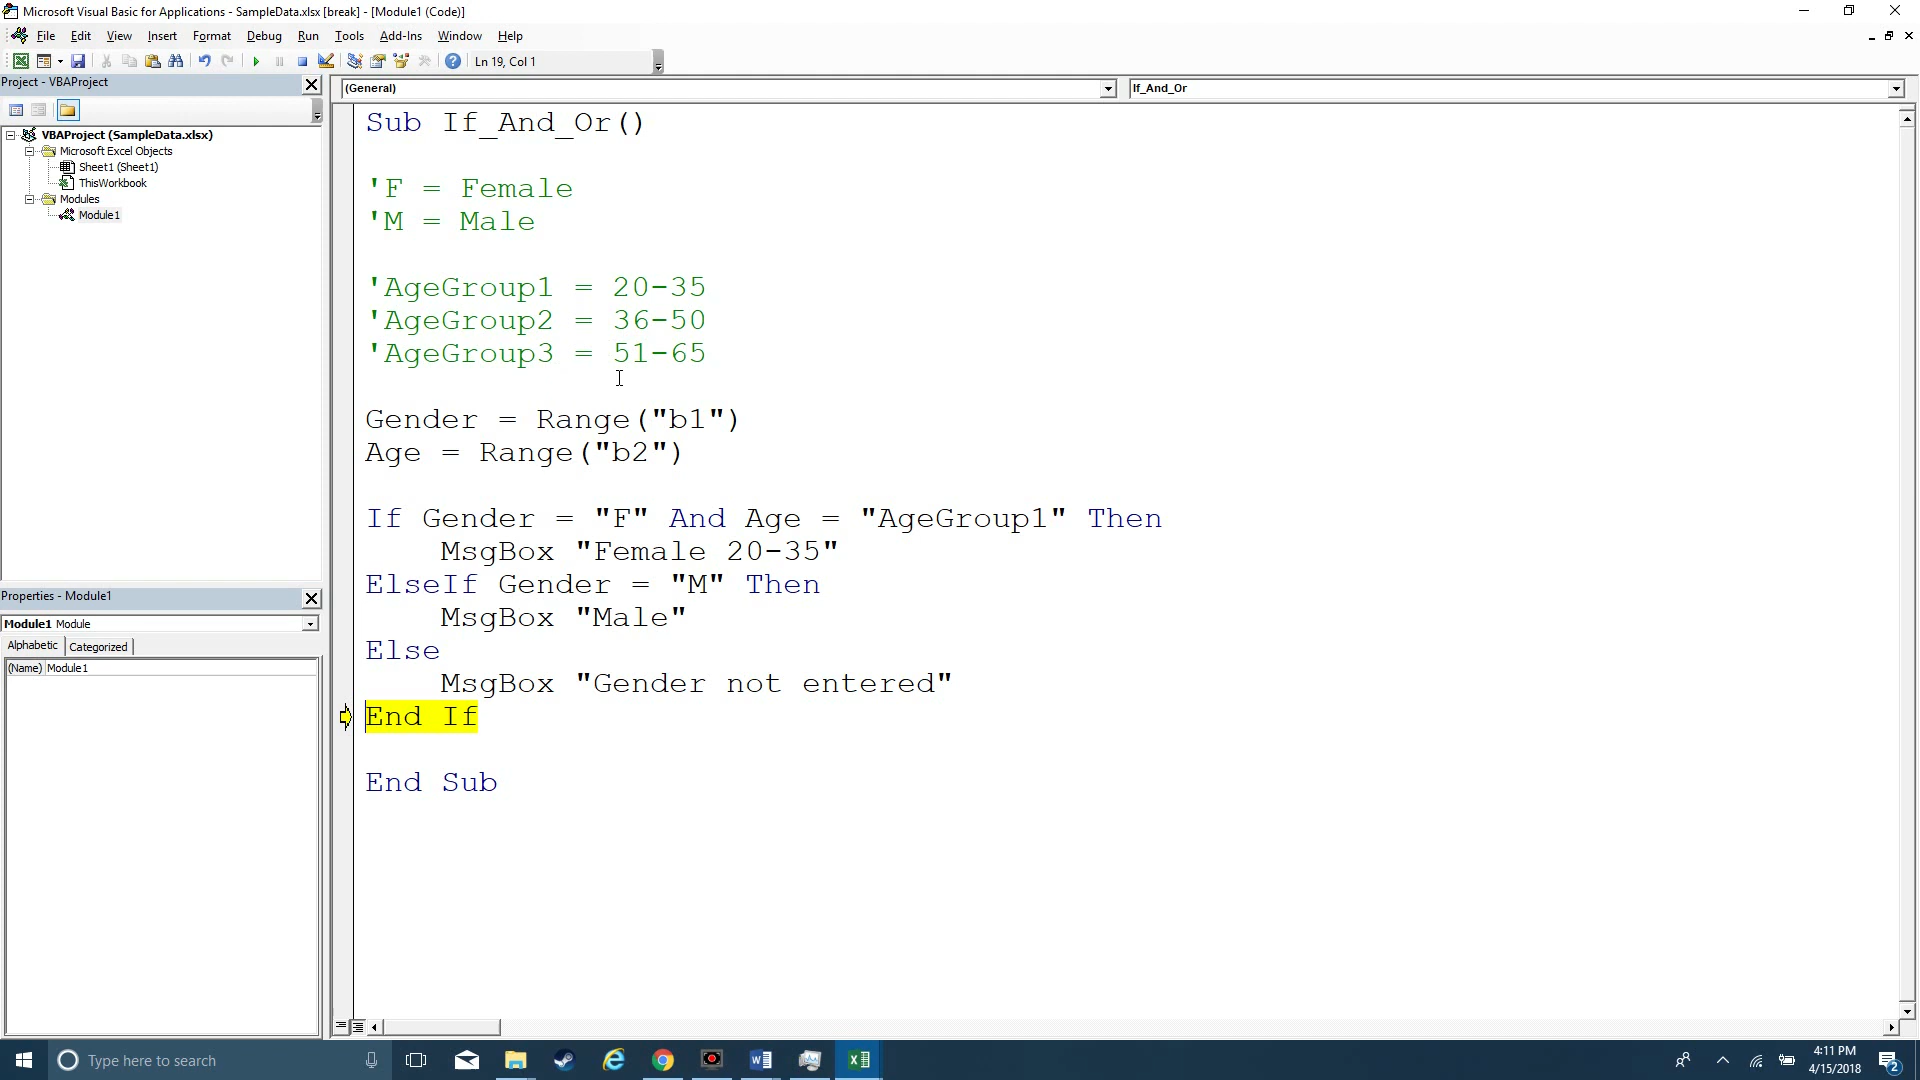 Microsoft Visual Basic for Applications - SampleData.xlsx [break] - [Module1 (Code)]
File Edit View Insert Format Debug Run Tools Add-Ins Window Help
Ln 19, Col 1
Project - VBAProject
VBAProject (SampleData.xlsx)
Microsoft Excel Objects
Sheet1 (Sheet1)
ThisWorkbook
Modules
Module1
Properties - Module1
Module1 Module
Alphabetic Categorized
(Name) Module1
(General) If_And_Or
Sub If_And_Or()
'F = Female
'M = Male
'AgeGroup1 = 20-35
'AgeGroup2 = 36-50
'AgeGroup3 = 51-65
Gender = Range("b1")
Age = Range("b2")
If Gender = "F" And Age = "AgeGroup1" Then
MsgBox "Female 20-35"
ElseIf Gender = "M" Then
MsgBox "Male"
Else
MsgBox "Gender not entered"
End If
End Sub
Type here to search
4:11 PM
4/15/2018
2